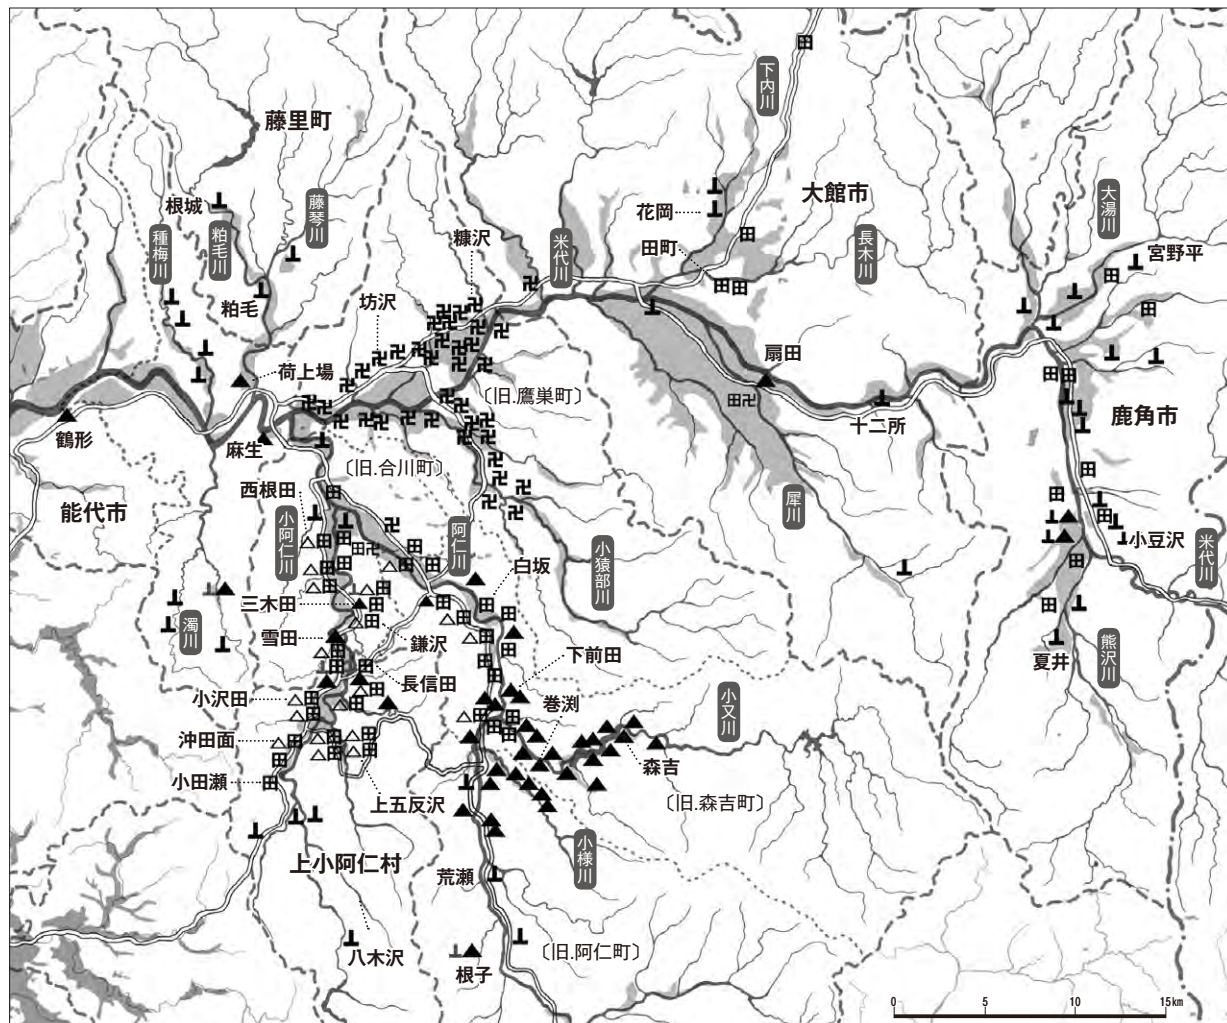 藤里町
下内川
大館市
根城
粕毛川
藤琴川
種梅川
粕毛
花岡
田町
長木川
大湯川
宮野平
糠沢
米代川
坊沢
荷上場
扇田
〔旧.鷹巣町〕
十二所
鹿角市
鶴形
麻生
〔旧.合川町〕
西根田
能代市
小阿仁川
阿仁川
犀川
小豆沢
米代川
白坂
小猿部川
三木田
濁川
雪田
鎌沢
下前田
夏井
熊沢川
長信田
小沢田
巻渕
小又川
沖田面
森吉
小田瀬
上五反沢
〔旧.森吉町〕
上小阿仁村
荒瀬
小様川
八木沢
根子
〔旧.阿仁町〕
0 5 10 15km